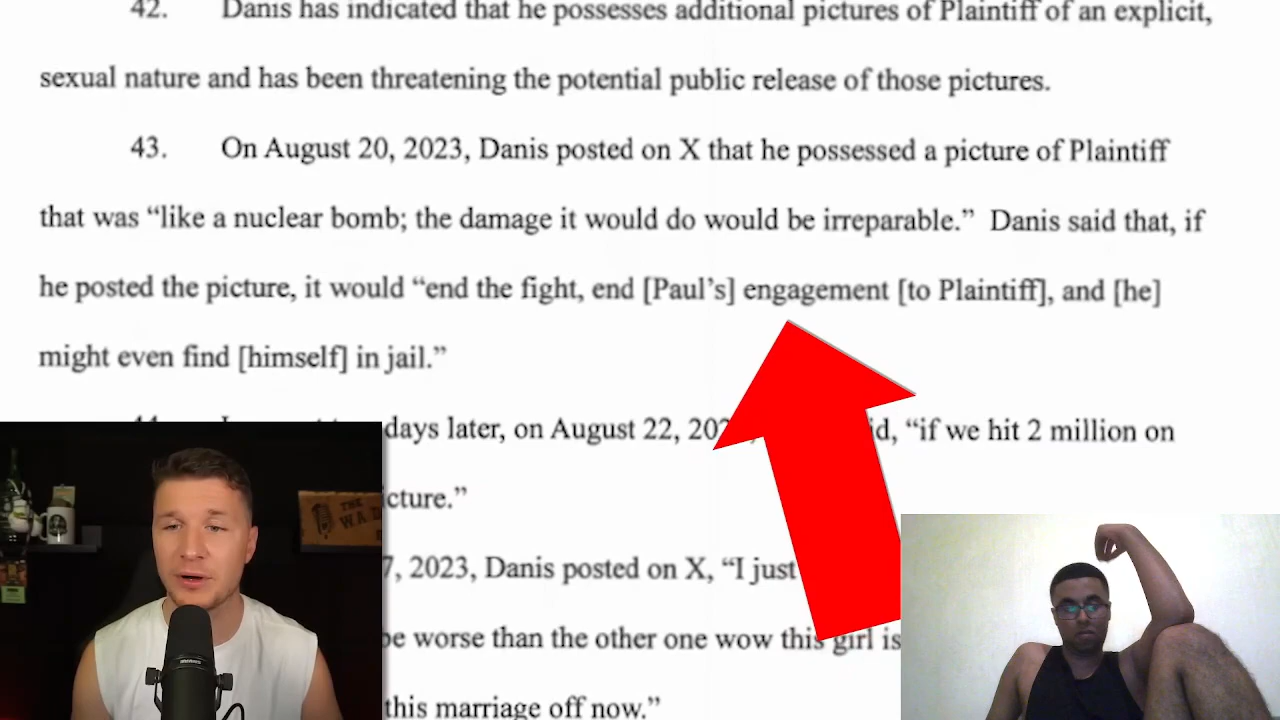 42. Danis has indicated that he possesses additional pictures of Plaintiff of an explicit,
sexual nature and has been threatening the potential public release of those pictures.
43. On August 20, 2023, Danis posted on X that he possessed a picture of Plaintiff
that was “like a nuclear bomb; the damage it would do would be irreparable.” Danis said that, if
he posted the picture, it would “end the fight, end [Paul’s] engagement [to Plaintiff], and [he]
might even find [himself] in jail.”
days later, on August 22, “if we hit 2 million on
2023, Danis posted on X, “I just
worse than the other one wow this girl is
this marriage off now.”
THE